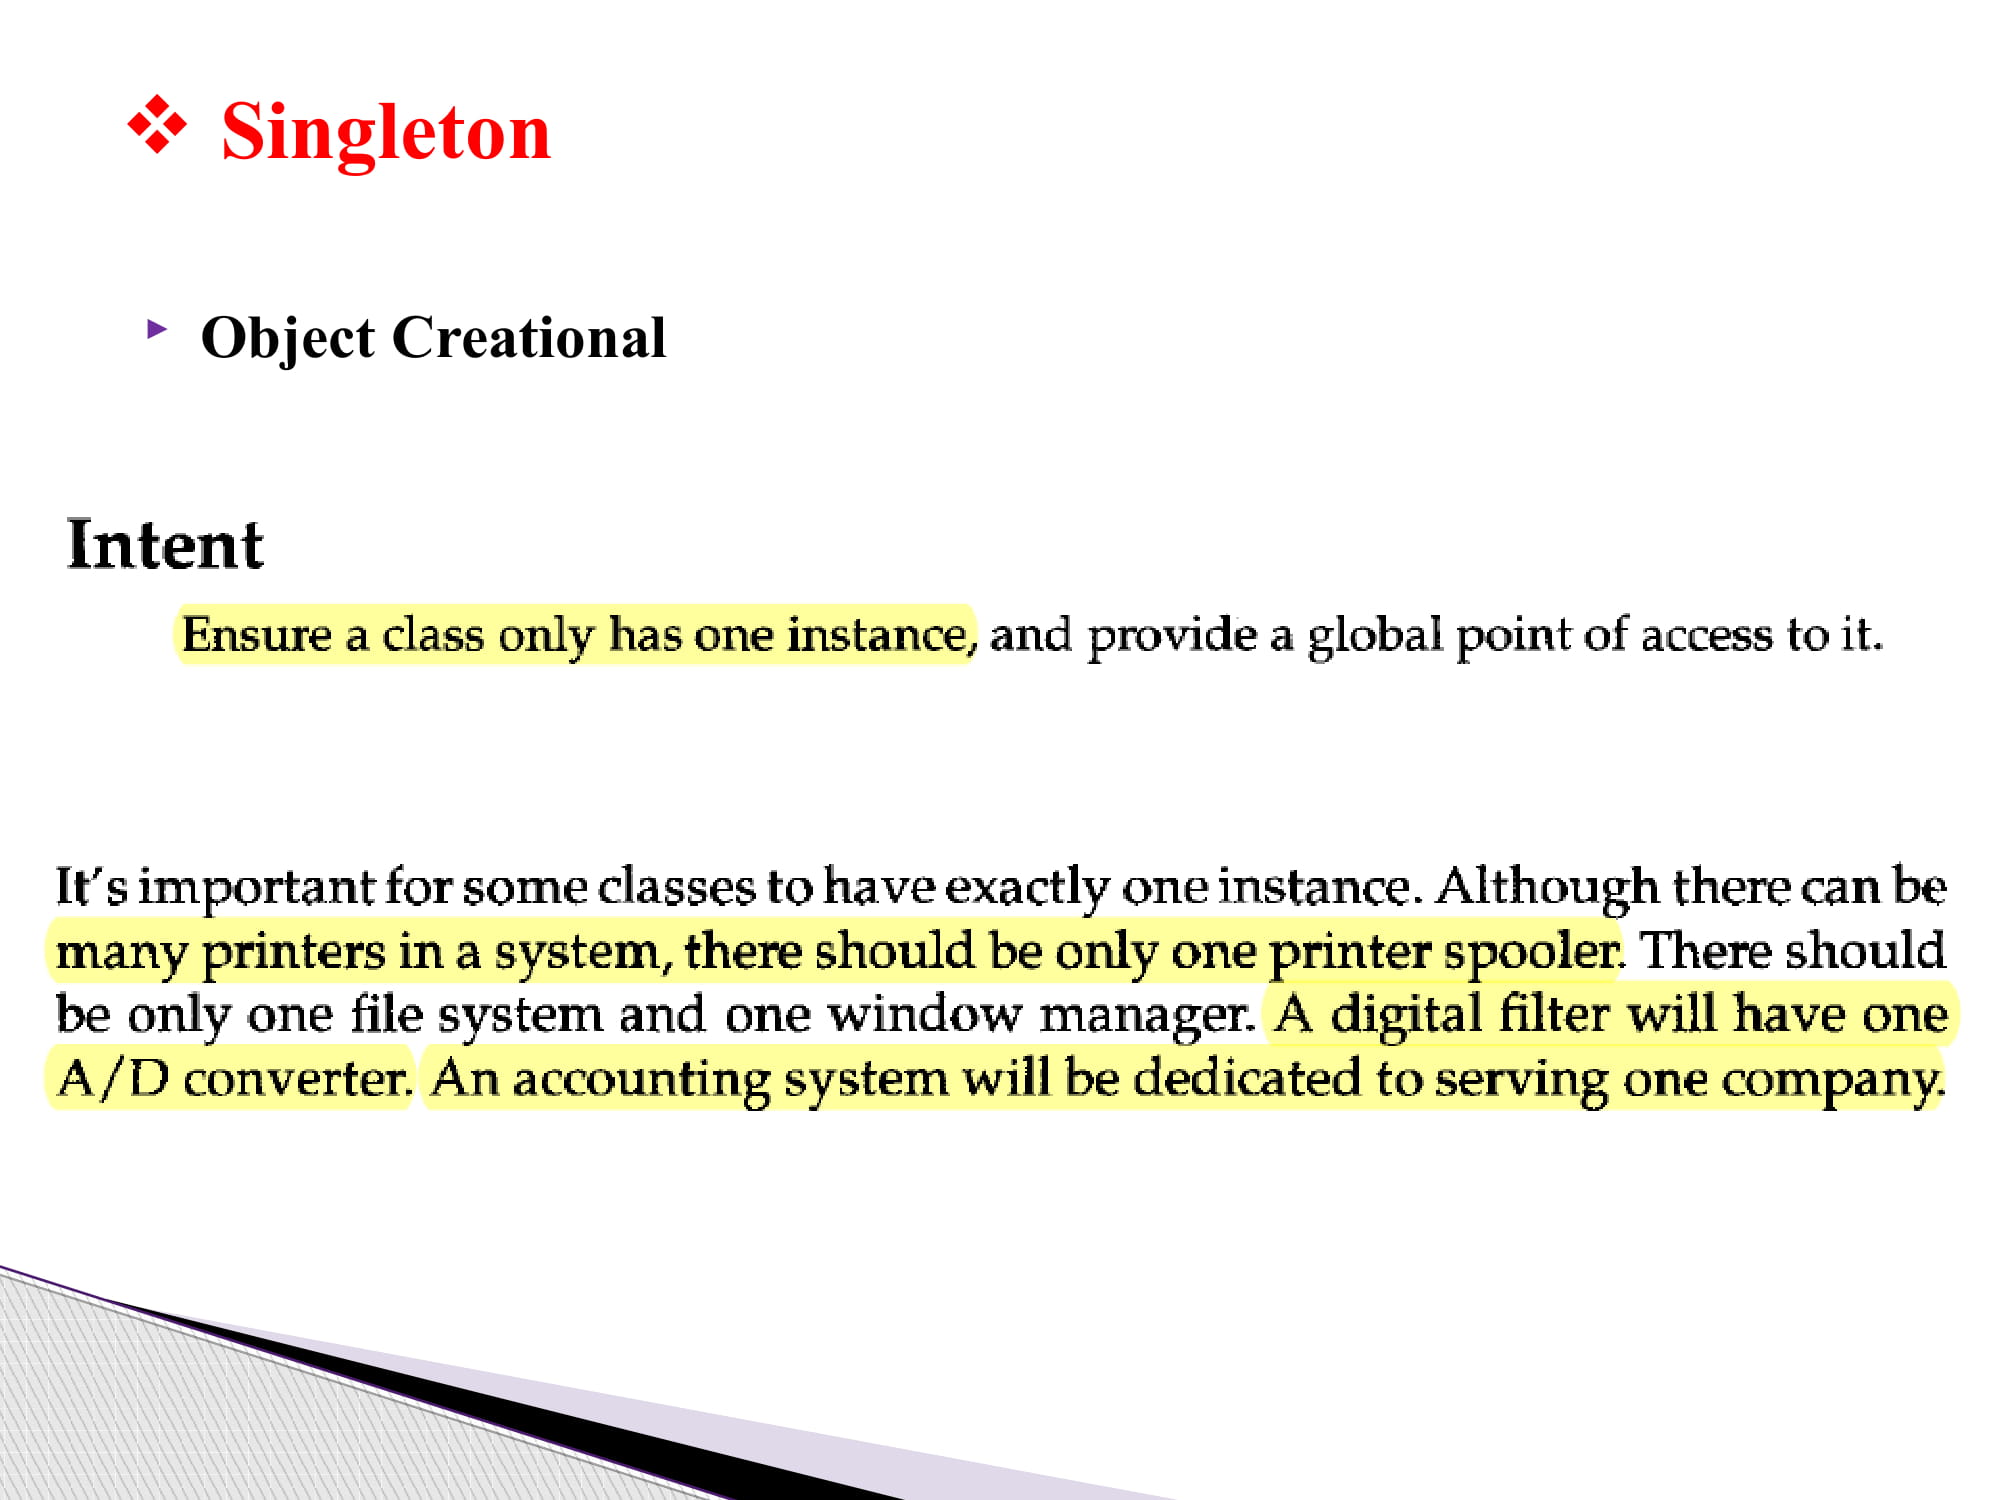 Singleton
Object Creational
Intent
Ensure a class only has one instance, and provide a global point of access to it.
It's important for some classes to have exactly one instance. Although there can be
many printers in a system, there should be only one printer spooler. There should
be only one file system and one window manager. A digital filter will have one
A/D converter. An accounting system will be dedicated to serving one company.